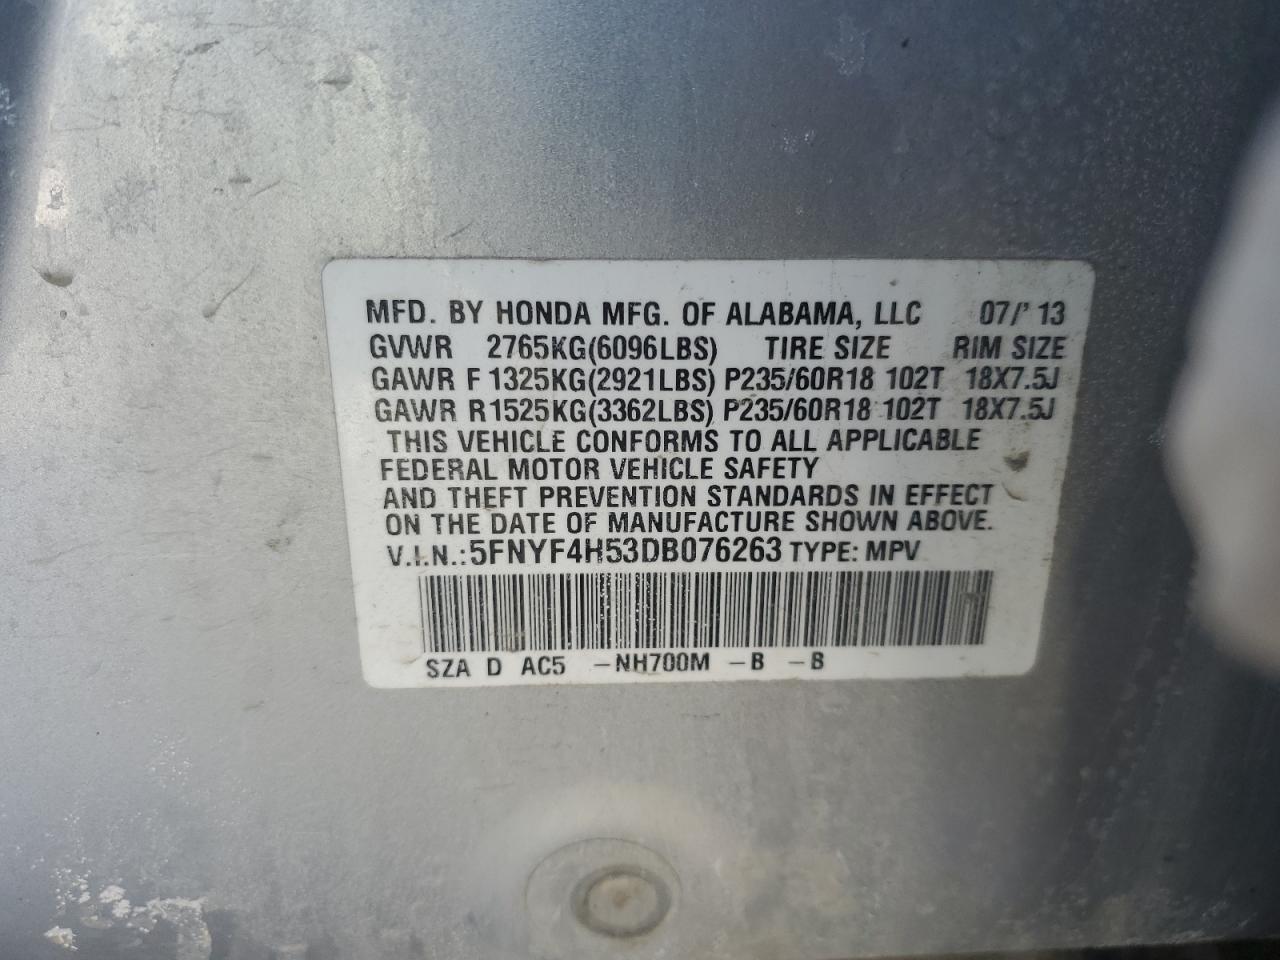 MFD. BY HONDA MFG. OF ALABAMA, LLC 07/' 13
GVWR 2765KG(6096LBS) TIRE SIZE RIM SIZE
GAWR F 1325KG(2921LBS) P235/60R18 102T 18X7.5J
GAWR R1525KG(3362LBS) P235/60R18 102T 18X7.5J
THIS VEHICLE CONFORMS TO ALL APPLICABLE
FEDERAL MOTOR VEHICLE SAFETY
AND THEFT PREVENTION STANDARDS IN EFFECT
ON THE DATE OF MANUFACTURE SHOWN ABOVE.
V.I.N.: 5FNYF4H53DB076263 TYPE: MPV
SZA D AC5 -NH700M -B -B